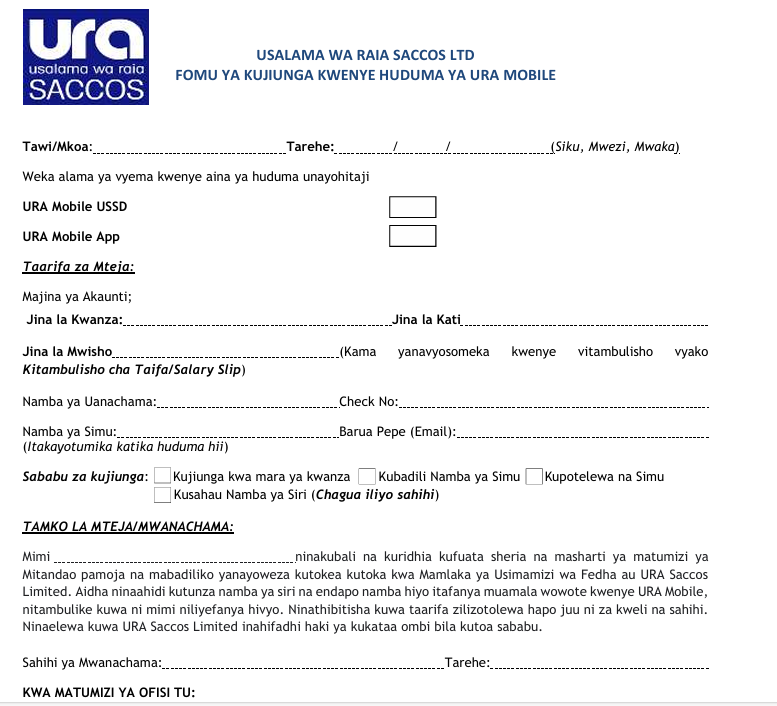 ura
usalama wa raia
SACCOS
USALAMA WA RAIA SACCOS LTD
FOMU YA KUJIUNGA KWENYE HUDUMA YA URA MOBILE
Tawi/Mkoa: Tarehe: / / (Siku, Mwezi, Mwaka)
Weka alama ya vyema kwenye aina ya huduma unayohitaji
URA Mobile USSD
URA Mobile App
Taarifa za Mteja:
Majina ya Akaunti;
Jina la Kwanza: Jina la Kati
Jina la Mwisho (Kama yanavyosomeka kwenye vitambulisho vyako
Kitambulisho cha Taifa/Salary Slip)
Namba ya Uanachama: Check No:
Namba ya Simu: Barua Pepe (Email):
(Itakayotumika katika huduma hii)
Sababu za kujiunga: Kujiunga kwa mara ya kwanza Kubadili Namba ya Simu Kupotelewa na Simu
Kusahau Namba ya Siri (Chagua iliyo sahihi)
TAMKO LA MTEJA/MWANACHAMA:
Mimi ninakubali na kuridhia kufuata sheria na masharti ya matumizi ya
Mitandao pamoja na mabadiliko yanayoweza kutokea kutoka kwa Mamlaka ya Usimamizi wa Fedha au URA Saccos
Limited. Aidha ninaahidi kutunza namba ya siri na endapo namba hiyo itafanya muamala wowote kwenye URA Mobile,
nitambulike kuwa ni mimi niliyefanya hivyo. Ninathibitisha kuwa taarifa zilizotolewa hapo juu ni za kweli na sahihi.
Ninaelewa kuwa URA Saccos Limited inahifadhi haki ya kukataa ombi bila kutoa sababu.
Sahihi ya Mwanachama: Tarehe:
KWA MATUMIZI YA OFISI TU: